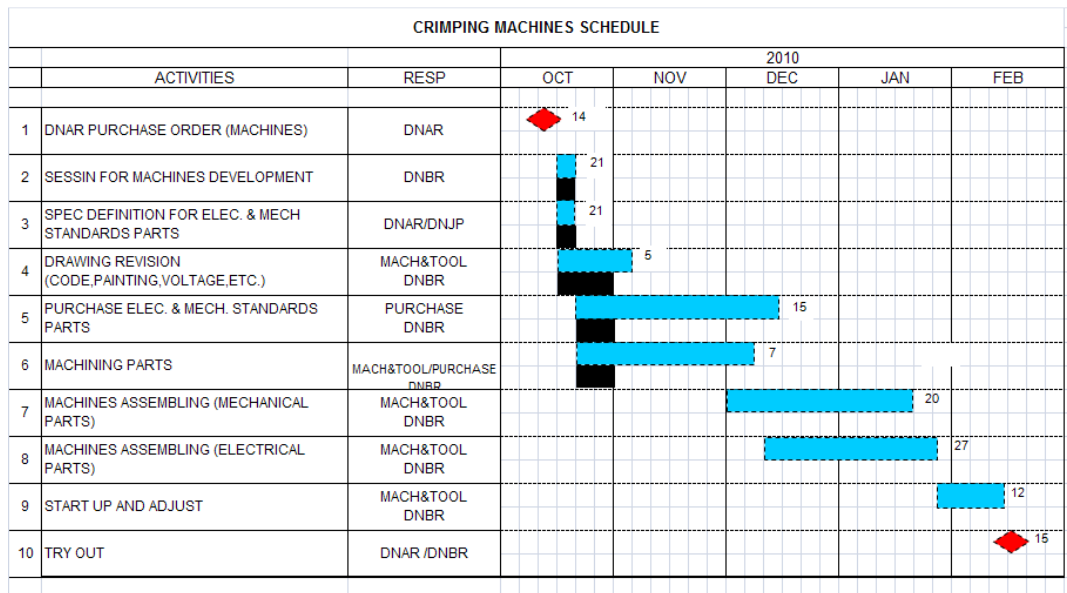 CRIMPING MACHINES SCHEDULE
2010
ACTIVITIES RESP OCT NOV DEC JAN FEB
1 DNAR PURCHASE ORDER (MACHINES) DNAR 14
2 SESSIN FOR MACHINES DEVELOPMENT DNBR 21
3 SPEC DEFINITION FOR ELEC. & MECH
STANDARDS PARTS DNAR/DNJP 21
4 DRAWING REVISION
(CODE,PAINTING,VOLTAGE,ETC.) MACH&TOOL
DNBR 5
5 PURCHASE ELEC. & MECH. STANDARDS
PARTS PURCHASE
DNBR 15
6 MACHINING PARTS MACH&TOOL/PURCHASE
DNBR 7
7 MACHINES ASSEMBLING (MECHANICAL
PARTS) MACH&TOOL
DNBR 20
8 MACHINES ASSEMBLING (ELECTRICAL
PARTS) MACH&TOOL
DNBR 27
9 START UP AND ADJUST MACH&TOOL
DNBR 12
10 TRY OUT DNAR /DNBR 15